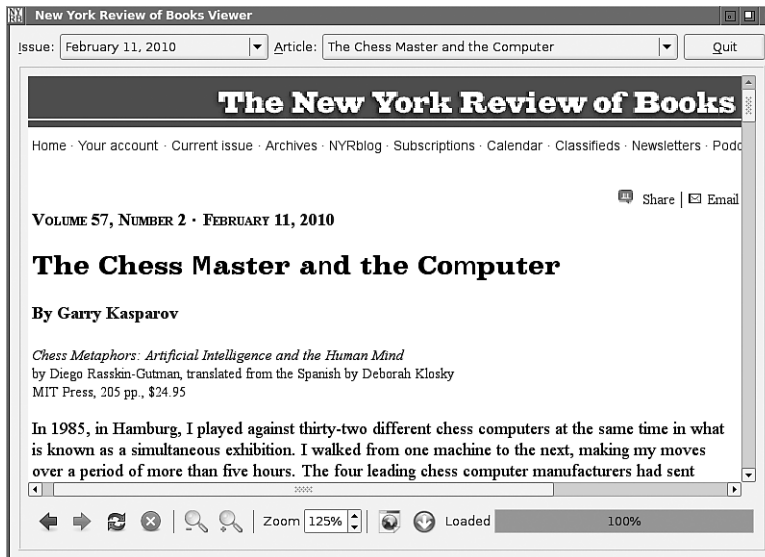 New York Review of Books Viewer
Issue: February 11, 2010 Article: The Chess Master and the Computer Quit
The New York Review of Books
Home · Your account · Current issue · Archives · NYRblog · Subscriptions · Calendar · Classifieds · Newsletters · Podc
Share | Email
Volume 57, Number 2 · February 11, 2010
The Chess Master and the Computer
By Garry Kasparov
Chess Metaphors: Artificial Intelligence and the Human Mind
by Diego Rasskin-Gutman, translated from the Spanish by Deborah Klosky
MIT Press, 205 pp., $24.95
In 1985, in Hamburg, I played against thirty-two different chess computers at the same time in what
is known as a simultaneous exhibition. I walked from one machine to the next, making my moves
over a period of more than five hours. The four leading chess computer manufacturers had sent
Zoom 125% Loaded 100%